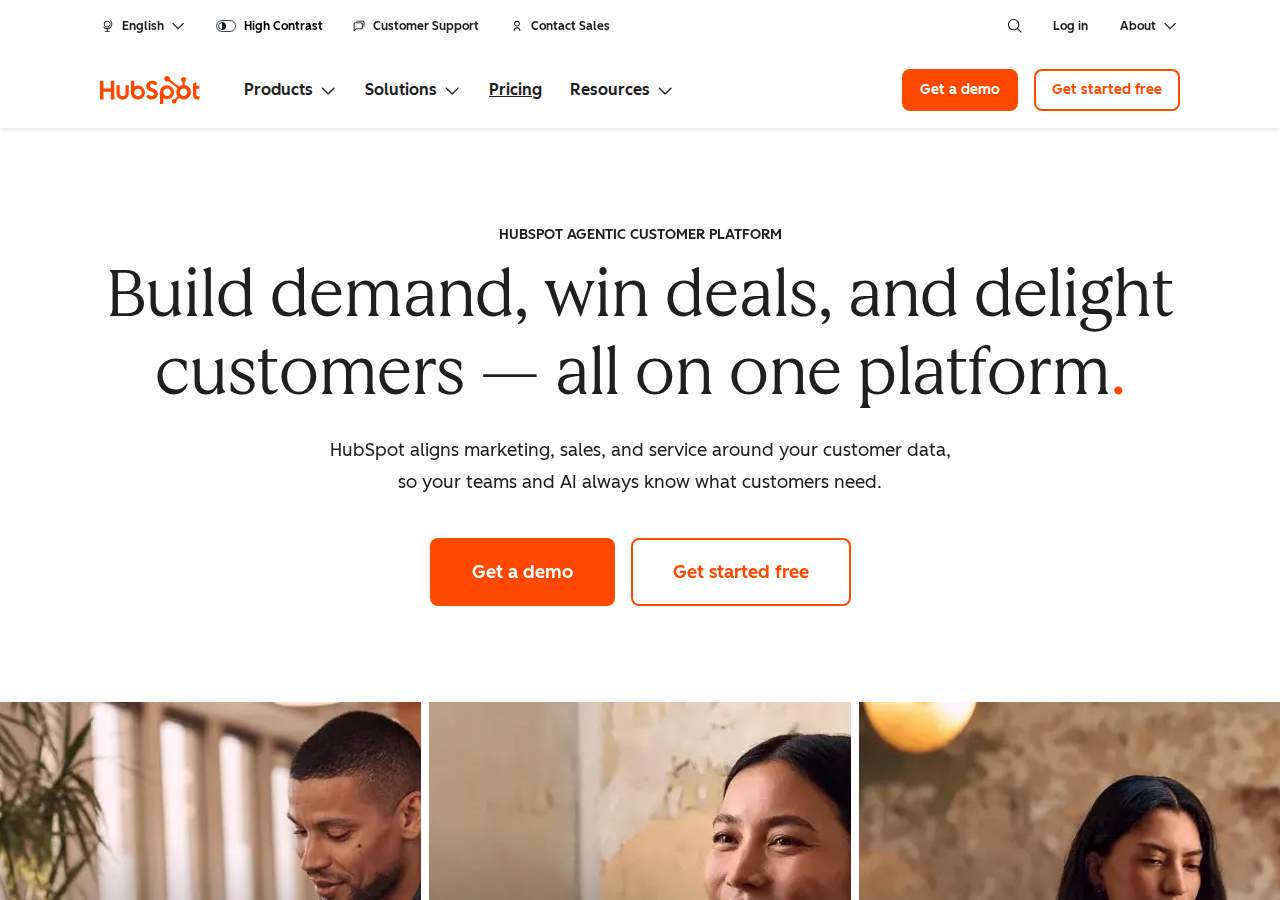 English
High Contrast
Customer Support
Contact Sales
Log in
About
HubSpot
Products
Solutions
Pricing
Resources
Get a demo
Get started free
HUBSPOT AGENTIC CUSTOMER PLATFORM
Build demand, win deals, and delight
customers — all on one platform.
HubSpot aligns marketing, sales, and service around your customer data,
so your teams and AI always know what customers need.
Get a demo
Get started free